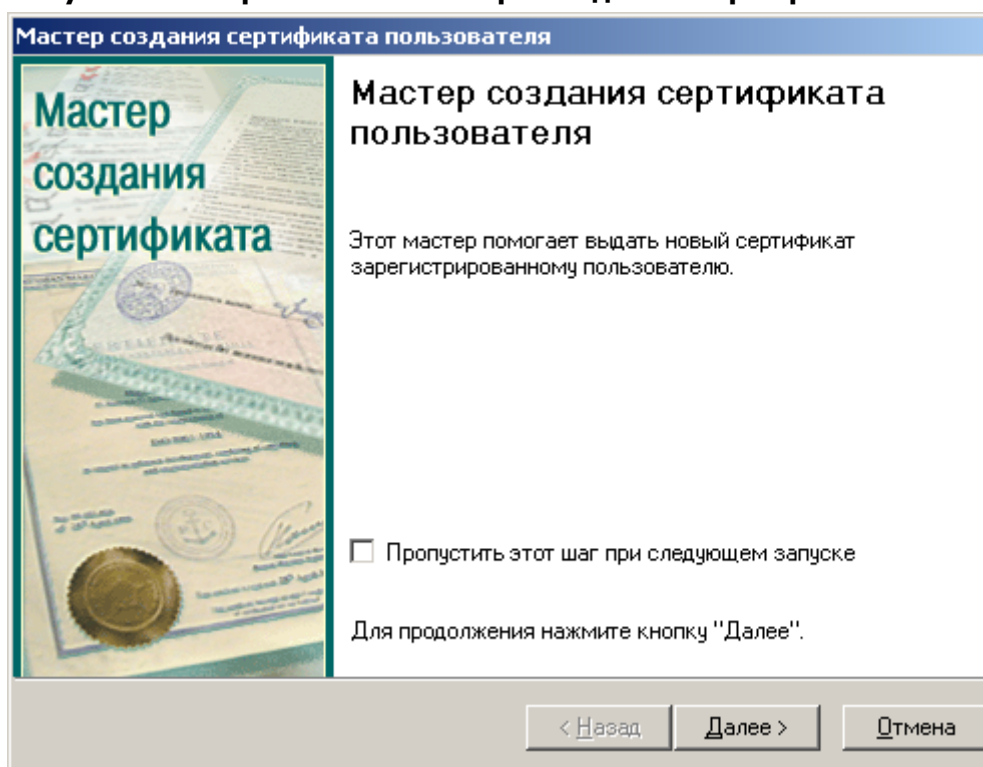 Мастер создания сертификата пользователя
Мастер
создания
сертификата
Мастер создания сертификата
пользователя
Этот мастер помогает выдать новый сертификат
зарегистрированному пользователю.
Пропустить этот шаг при следующем запуске
Для продолжения нажмите кнопку "Далее".
< Назад
Далее >
Отмена